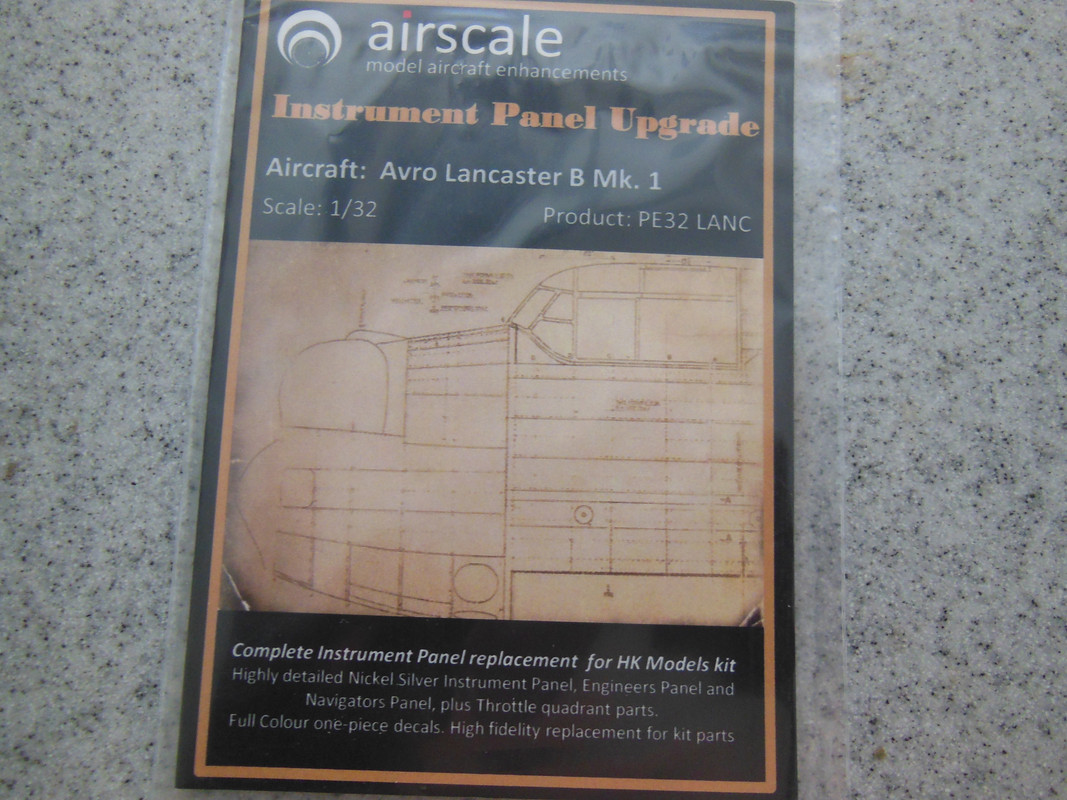 airscale
model aircraft enhancements
Instrument Panel Upgrade
Aircraft: Avro Lancaster B Mk. 1
Scale: 1/32
Product: PE32 LANC
Complete Instrument Panel replacement for HK Models kit
Highly detailed Nickel Silver Instrument Panel, Engineers Panel and
Navigators Panel, plus Throttle quadrant parts.
Full Colour one-piece decals. High fidelity replacement for kit parts